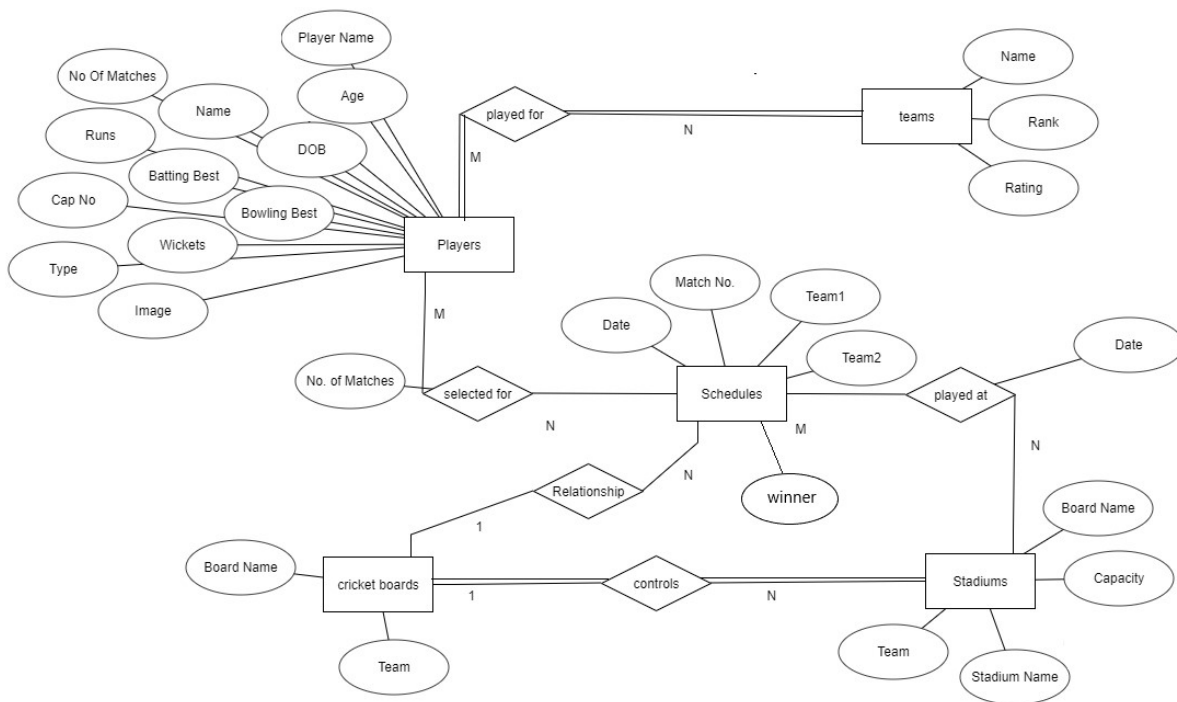 Player Name
No Of Matches
Name
Age
Name
played for
teams
Rank
Runs
DOB
N
M
Batting Best
Rating
Cap No
Bowling Best
Wickets
Players
Type
Image
Match No.
Team1
Date
M
Date
Team2
No. of Matches
selected for
Schedules
played at
N
M
N
Relationship
N
winner
1
Board Name
Board Name
cricket boards
controls
Stadiums
Capacity
1
N
Team
Team
Stadium Name